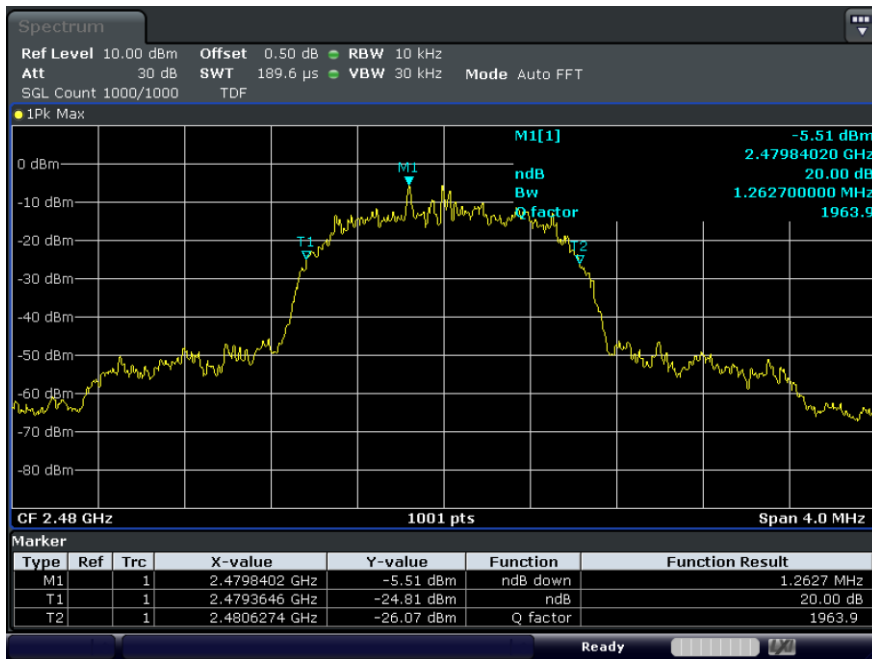 Spectrum
Ref Level 10.00 dBm Offset 0.50 dB RBW 10 kHz
Att 30 dB SWT 189.6 µs VBW 30 kHz Mode Auto FFT
SGL Count 1000/1000 TDF
1Pk Max
M1[1] -5.51 dBm
2.47984020 GHz
ndB 20.00 dB
Bw 1.262700000 MHz
Q factor 1963.9
0 dBm
M1
-10 dBm
-20 dBm
T1
T2
-30 dBm
-40 dBm
-50 dBm
-60 dBm
-70 dBm
-80 dBm
CF 2.48 GHz 1001 pts Span 4.0 MHz
Marker
Type Ref Trc X-value Y-value Function Function Result
M1 1 2.4798402 GHz -5.51 dBm ndB down 1.2627 MHz
T1 1 2.4793646 GHz -24.81 dBm ndB 20.00 dB
T2 1 2.4806274 GHz -26.07 dBm Q factor 1963.9
Ready